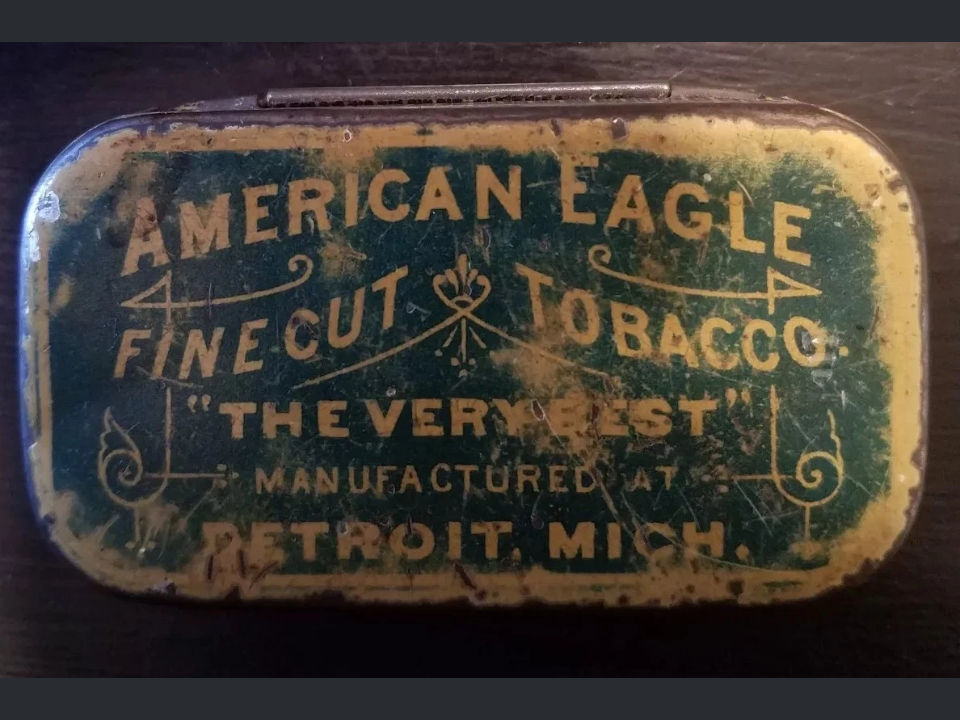 AMERICAN EAGLE
FINE CUT TOBACCO.
"THE VERY BEST"
MANUFACTURED AT
DETROIT, MICH.